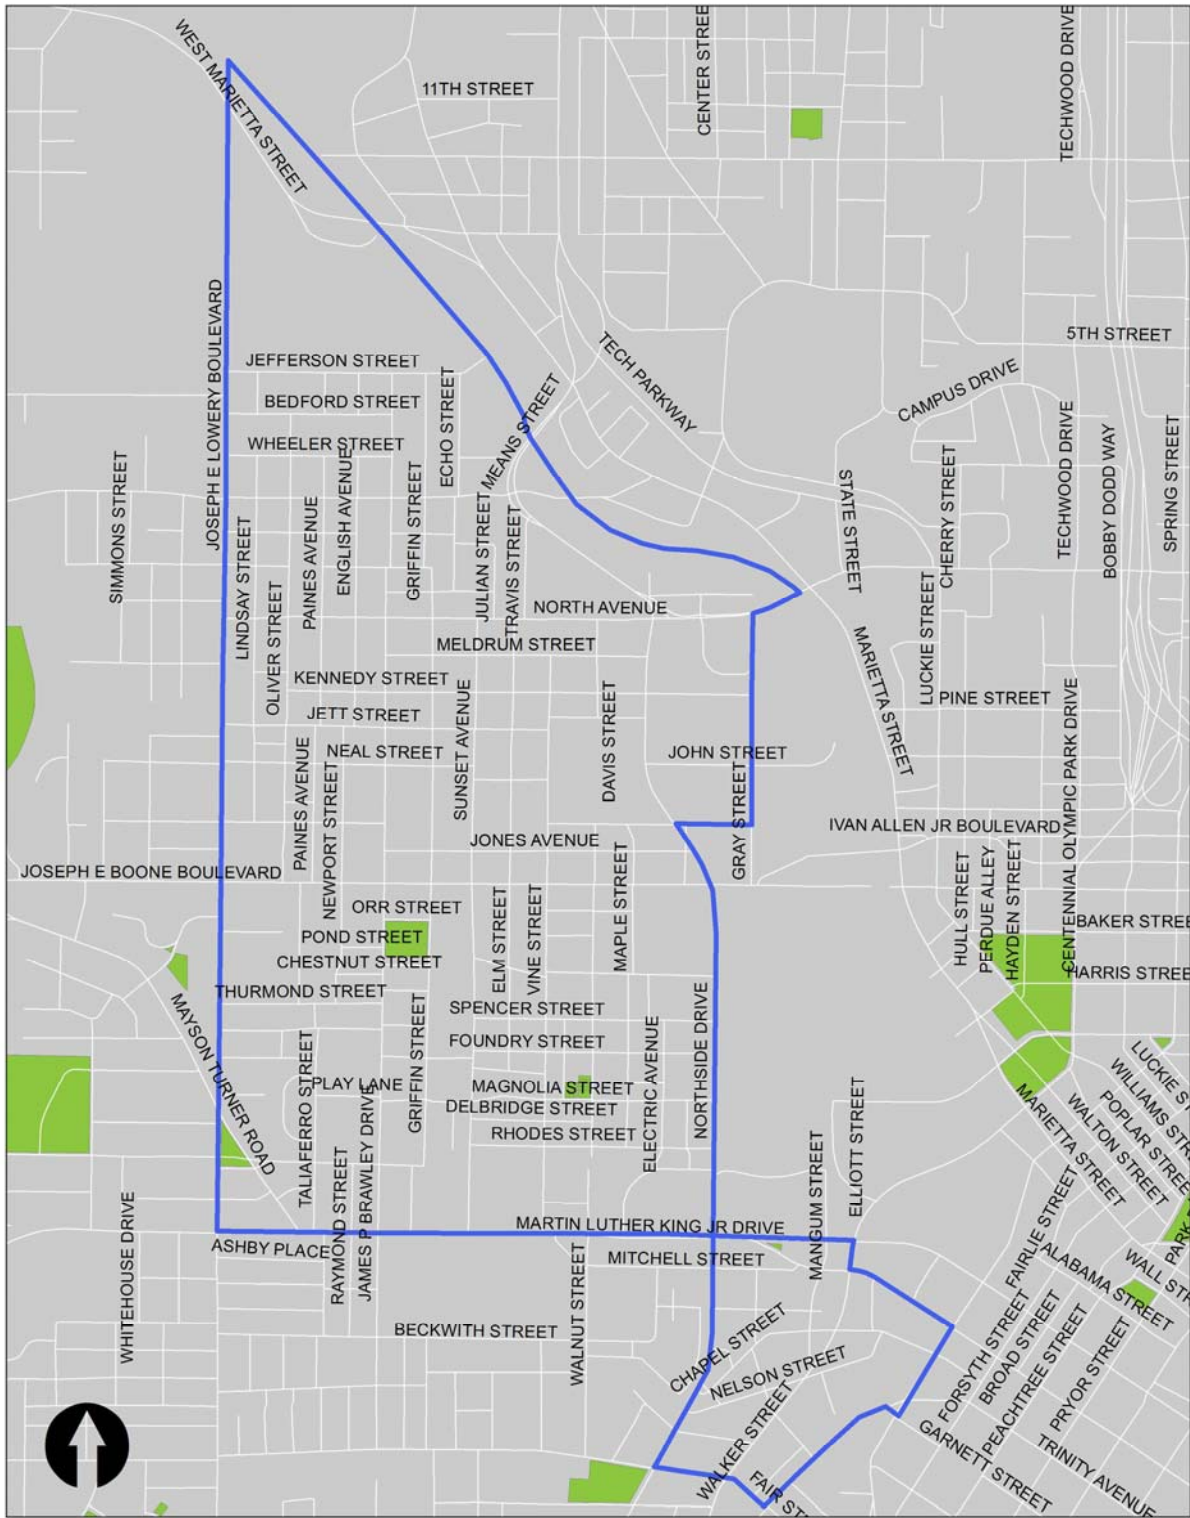 WEST MARIETTA STREET
11TH STREET
CENTER STREE
TECHWOOD DRIVE
JOSEPH E LOWERY BOULEVARD
TECH PARKWAY
5TH STREET
JEFFERSON STREET
CAMPUS DRIVE
BEDFORD STREET
ECHO STREET
MEANS STREET
WHEELER STREET
SIMMONS STREET
LINDSAY STREET
OLIVER STREET
PAINES AVENUE
ENGLISH AVENUE
GRIFFIN STREET
JULIAN STREET
TRAVIS STREET
STATE STREET
CHERRY STREET
TECHWOOD DRIVE
BOBBY DODD WAY
SPRING STREET
NORTH AVENUE
LUCKIE STREET
MELDRUM STREET
MARIETTA STREET
KENNEDY STREET
PINE STREET
JETT STREET
SUNSET AVENUE
DAVIS STREET
NEAL STREET
JOHN STREET
PAINES AVENUE
NEWPORT STREET
GRAY STREET
CENTENNIAL OLYMPIC PARK DRIVE
IVAN ALLEN JR BOULEVARD
JONES AVENUE
JOSEPH E BOONE BOULEVARD
MAPLE STREET
HULL STREET
PERDUE ALLEY
HAYDEN STREET
ORR STREET
BAKER STREE
POND STREET
ELM STREET
VINE STREET
CHESTNUT STREET
HARRIS STREE
THURMOND STREET
MAYSON TURNER ROAD
SPENCER STREET
NORTHSIDE DRIVE
FOUNDRY STREET
GRIFFIN STREET
ELECTRIC AVENUE
LUCKIE ST
WILLIAMS STR
POPLAR STREE
WALTON STREET
MARIETTA STREET
TALIAFERRO STREET
PLAY LANE
MAGNOLIA STREET
DELBRIDGE STREET
RHODES STREET
JAMES P BRAWLEY DRIVE
RAYMOND STREET
ELLIOTT STREET
MANGUM STREET
MARTIN LUTHER KING JR DRIVE
WHITEHOUSE DRIVE
ASHBY PLACE
MITCHELL STREET
WALNUT STREET
FAIRLIE STREET
ALABAMA STREET
WALL STR
PARK
BECKWITH STREET
CHAPEL STREET
NELSON STREET
WALKER STREET
FORSYTH STREET
BROAD STREET
PEACHTREE STREET
PRYOR STREET
GARNETT STREET
TRINITY AVENUE
FAIR ST